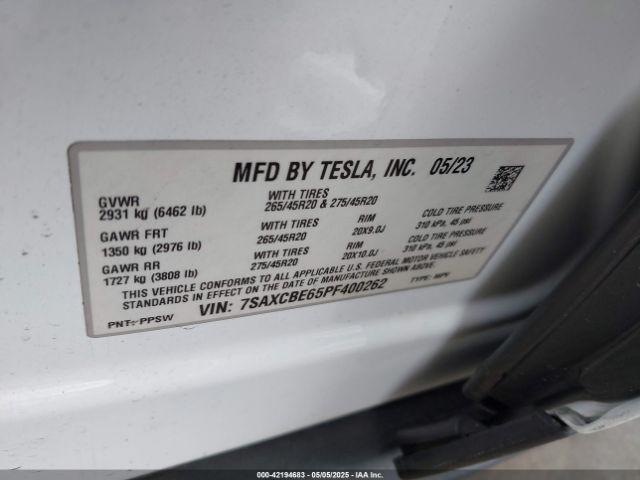 MFD BY TESLA, INC. 05/23
GVWR
2931 kg (6462 lb)
WITH TIRES
265/45R20 & 275/45R20
GAWR FRT
1350 kg (2976 lb)
WITH TIRES
265/45R20
RIM
20X9.0J
COLD TIRE PRESSURE
310 kPa, 45 psi
GAWR RR
1727 kg (3808 lb)
WITH TIRES
275/45R20
RIM
20X10.0J
COLD TIRE PRESSURE
310 kPa, 45 psi
THIS VEHICLE CONFORMS TO ALL APPLICABLE U.S. FEDERAL MOTOR VEHICLE SAFETY
STANDARDS IN EFFECT ON THE DATE OF MANUFACTURE SHOWN ABOVE.
PNT: PPSW
VIN: 7SAXCBE65PF400262
TYPE: MPV
000-42194683 - 05/05/2025 - IAA Inc.